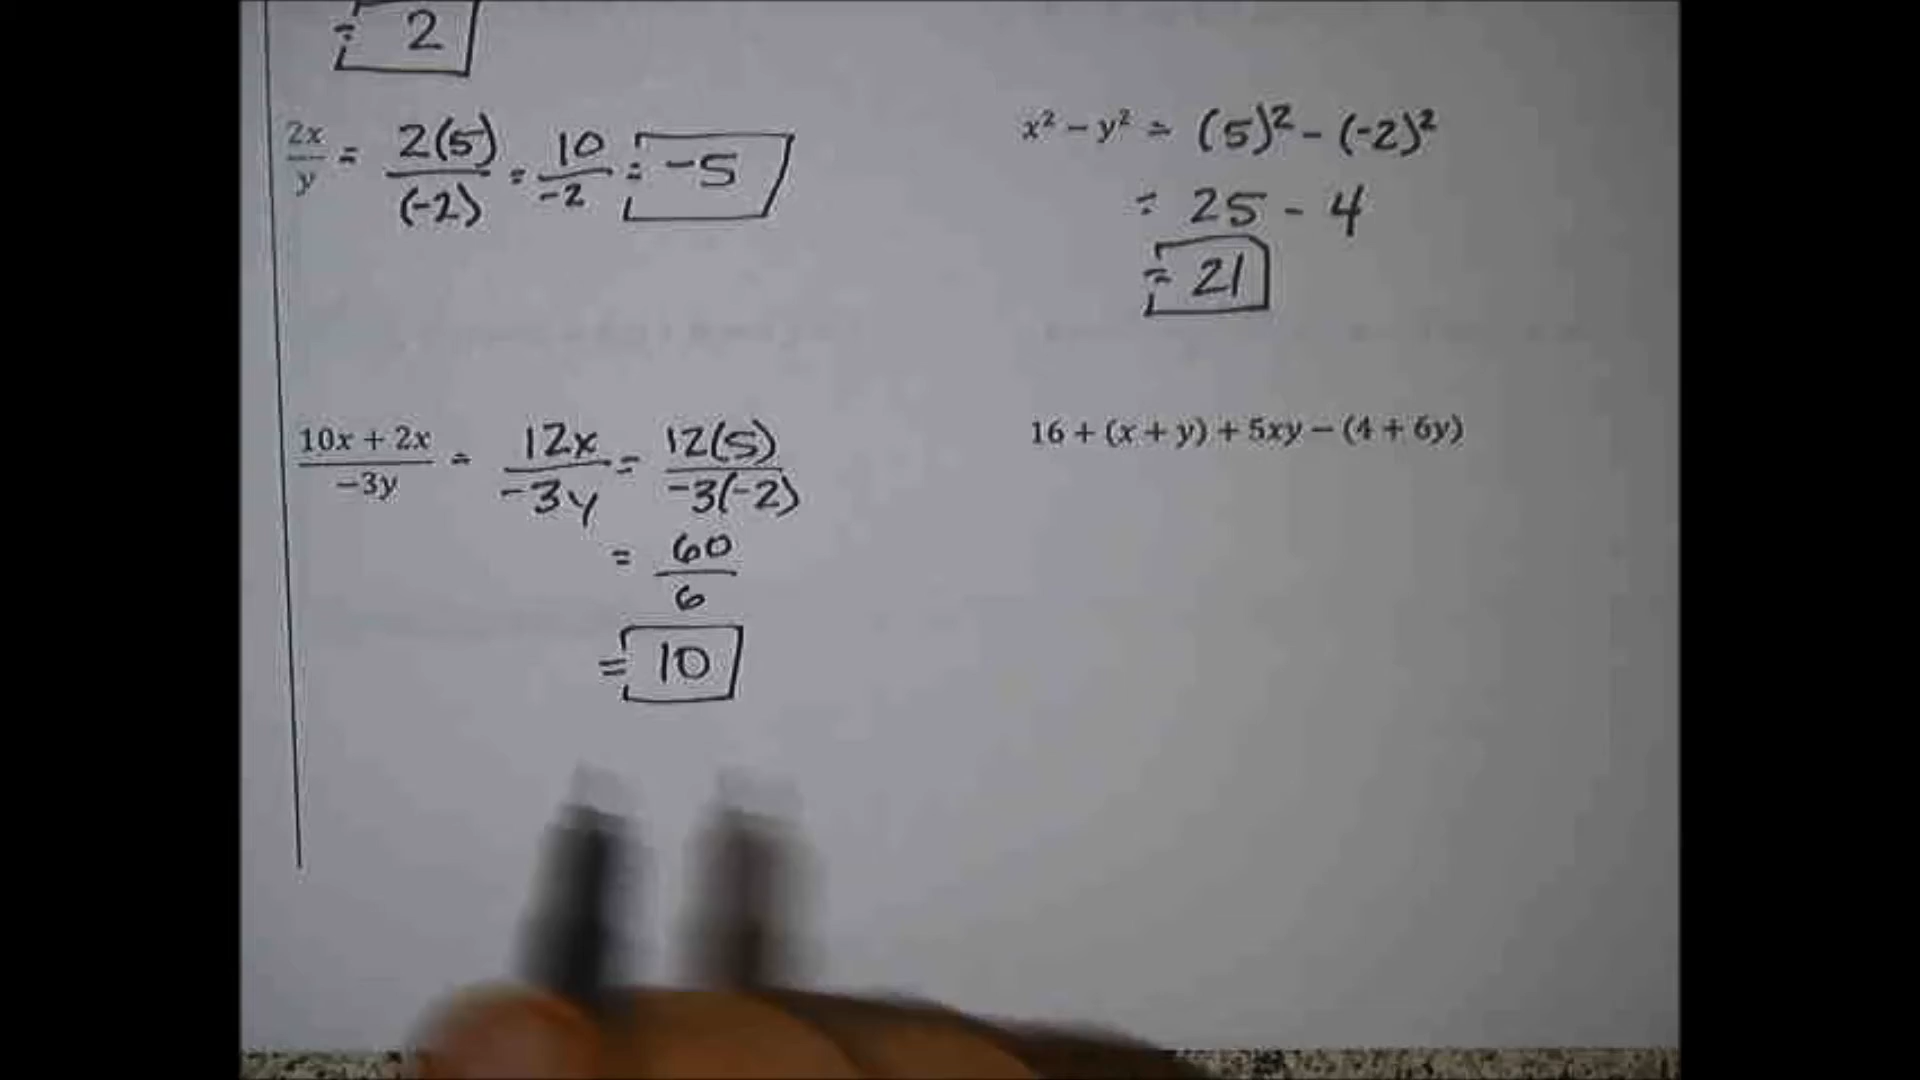 = 2
2x/y = 2(5)/(-2) = 10/-2 = -5
x² − y² = (5)² - (-2)²
= 25 - 4
= 21
10x + 2x/−3y = 12x/-3y = 12(5)/-3(-2)
= 60/6
= 10
16 + (x + y) + 5xy − (4 + 6y)